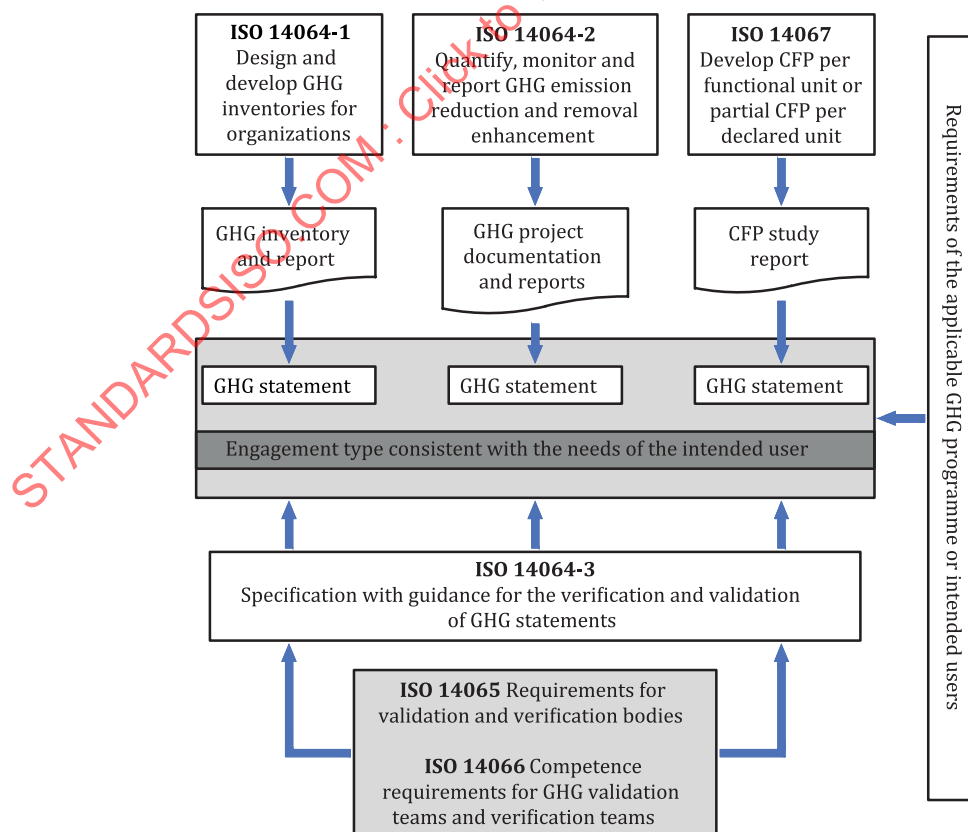 ISO 14064-1
Design and
develop GHG
inventories for
organizations
ISO 14064-2
Quantify, monitor and
report GHG emission
reduction and removal
enhancement
ISO 14067
Develop CFP per
functional unit or
partial CFP per
declared unit
GHG inventory
and report
GHG project
documentation
and reports
CFP study
report
GHG statement
GHG statement
GHG statement
Engagement type consistent with the needs of the intended user
ISO 14064-3
Specification with guidance for the verification and validation
of GHG statements
ISO 14065 Requirements for
validation and verification bodies
ISO 14066 Competence
requirements for GHG validation
teams and verification teams
Requirements of the applicable GHG programme or intended users
STANDARDSISO.COM : Click to